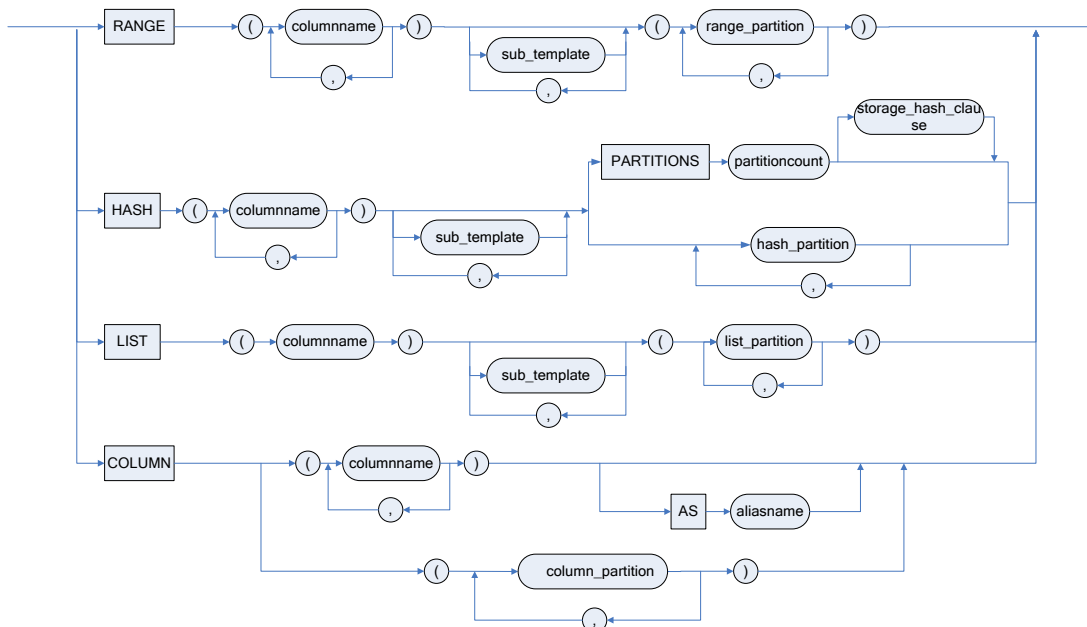 RANGE ( columnname ) sub_template ( range_partition )
, , ,
storage_hash_clau
se
PARTITIONS partitioncount
HASH ( columnname ) sub_template hash_partition
, , ,
LIST ( columnname ) sub_template ( list_partition )
, ,
COLUMN ( columnname )
, AS aliasname
( column_partition )
,